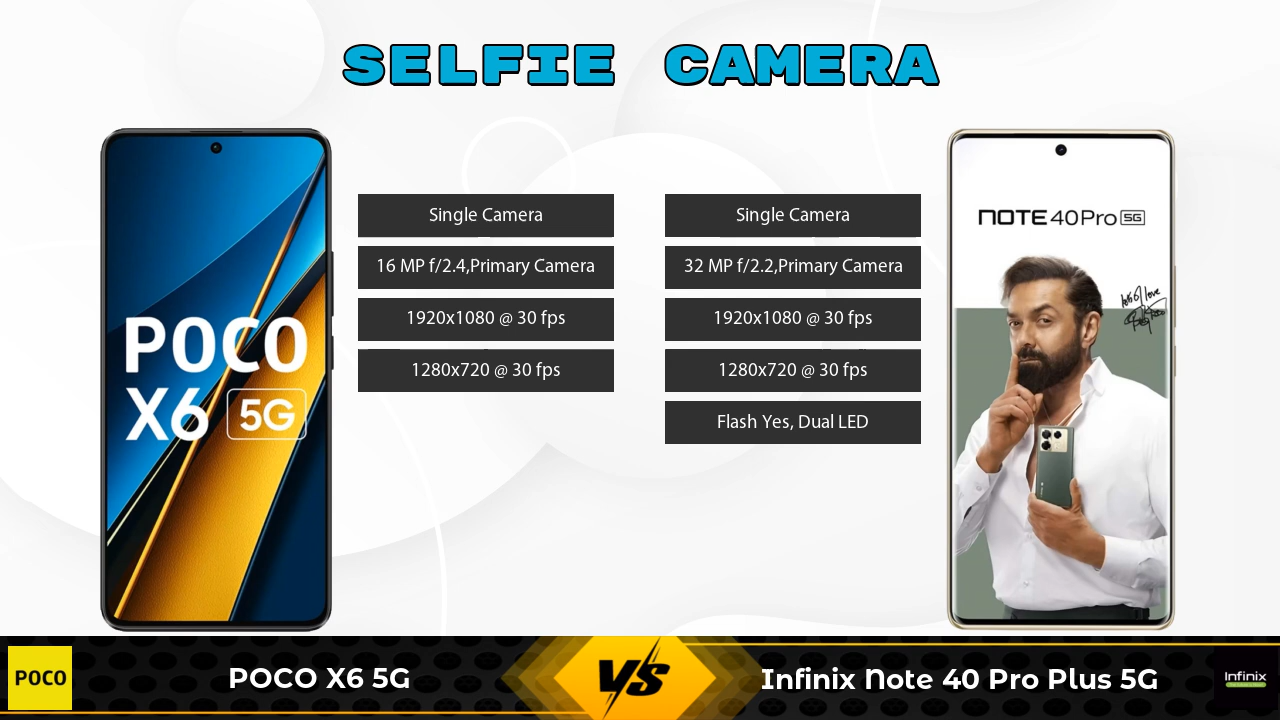 SELFIE CAMERA
POCO
X6 5G
Single Camera
16 MP f/2.4,Primary Camera
1920x1080 @ 30 fps
1280x720 @ 30 fps
Single Camera
32 MP f/2.2,Primary Camera
1920x1080 @ 30 fps
1280x720 @ 30 fps
Flash Yes, Dual LED
NOTE 40 Pro 5G
POCO
POCO X6 5G
VS
Infinix Note 40 Pro Plus 5G
Infinix